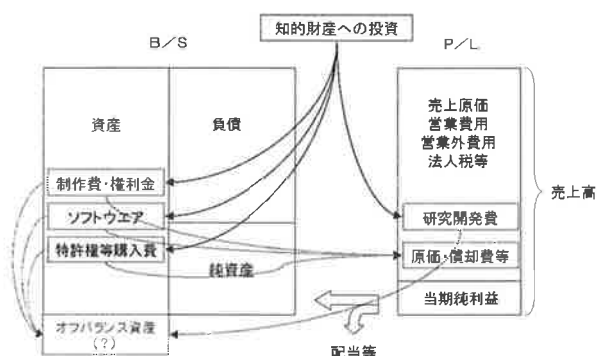 知的財産への投資
B/S
P/L
資産
負債
売上原価
営業費用
営業外費用
法人税等
売上高
制作費・権利金
ソフトウエア
特許権等購入費
研究開発費
純資産
原価・償却費等
当期純利益
オフバランス資産
(?)
配当等